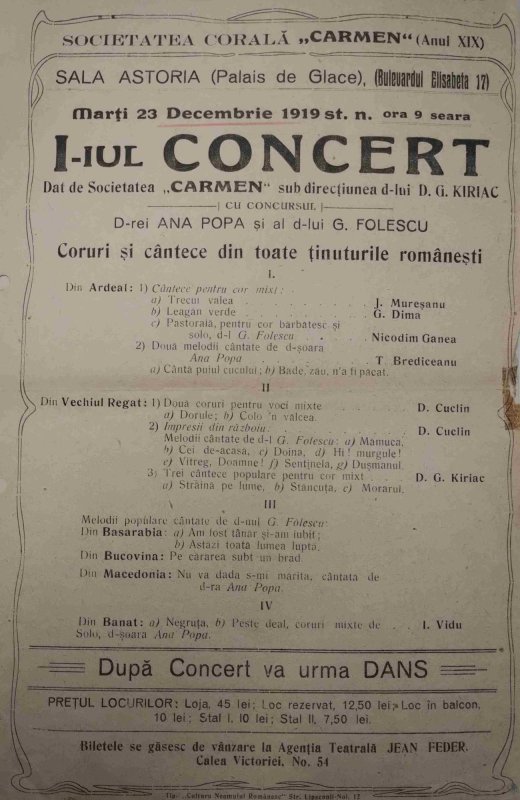 SOCIETATEA CORALĂ „CARMEN“ (Anul XIX)
SALA ASTORIA (Palais de Glace), (Bulevardul Elisabeta 17)
Marţi 23 Decembrie 1919 st. n. ora 9 seara
I-IUL CONCERT
Dat de Societatea „CARMEN“ sub direcţiunea d-lui D. G. KIRIAC
CU CONCURSUL
D-rei ANA POPA şi al d-lui G. FOLESCU
Coruri şi cântece din toate ţinuturile româneşti
I.
Din Ardeal: 1) Cântece pentru cor mixt:
a) Trecui valea . . . . . . . J. Mureşanu
b) Leagăn verde . . . . . . . G. Dima
c) Pastorală, pentru cor bărbătesc şi
solo, d-l G. Folescu . . . . . Nicodim Ganea
2) Două melodii cântate de d-şoara
Ana Popa . . . . . . . T. Brediceanu
a) Cântă puiul cucului; b) Bade, zău, n'a fi păcat.
II
Din Vechiul Regat: 1) Două coruri pentru voci mixte . . . . D. Cuclin
a) Dorule; b) Colo 'n vâlcea.
2) Impresii din războiu. . . . . . D. Cuclin
Melodii cântate de d-l G. Folescu: a) Mămuca,
b) Cei de-acasă, c) Doina, d) Hi! murgule!
e) Vitreg, Doamne! f) Sentinela, g) Duşmanul.
3) Trei cântece populare pentru cor mixt . . . D. G. Kiriac
a) Străină pe lume, b) Stăncuţa, c) Morarul.
III
Melodii populare cântate de d-nul G. Folescu:
Din Basarabia: a) Am fost tânăr şi-am iubit;
b) Astăzi toată lumea luptă.
Din Bucovina: Pe cărarea subt un brad.
Din Macedonia: Nu va dada s-mi mărită, cântată de
d-ra Ana Popa.
IV
Din Banat: a) Negruţa, b) Peste deal, coruri mixte de . . I. Vidu
Solo, d-şoara Ana Popa.
După Concert va urma DANS
PREŢUL LOCURILOR: Loja, 45 lei; Loc rezervat, 12,50 lei; Loc în balcon,
10 lei; Stal I, 10 lei; Stal II, 7,50 lei.
Biletele se găsesc de vânzare la Agenţia Teatrală JEAN FEDER.
Calea Victoriei, No. 54
Tip. „Cultura Neamului Românesc“ Str. Lipscani-Noi, 12